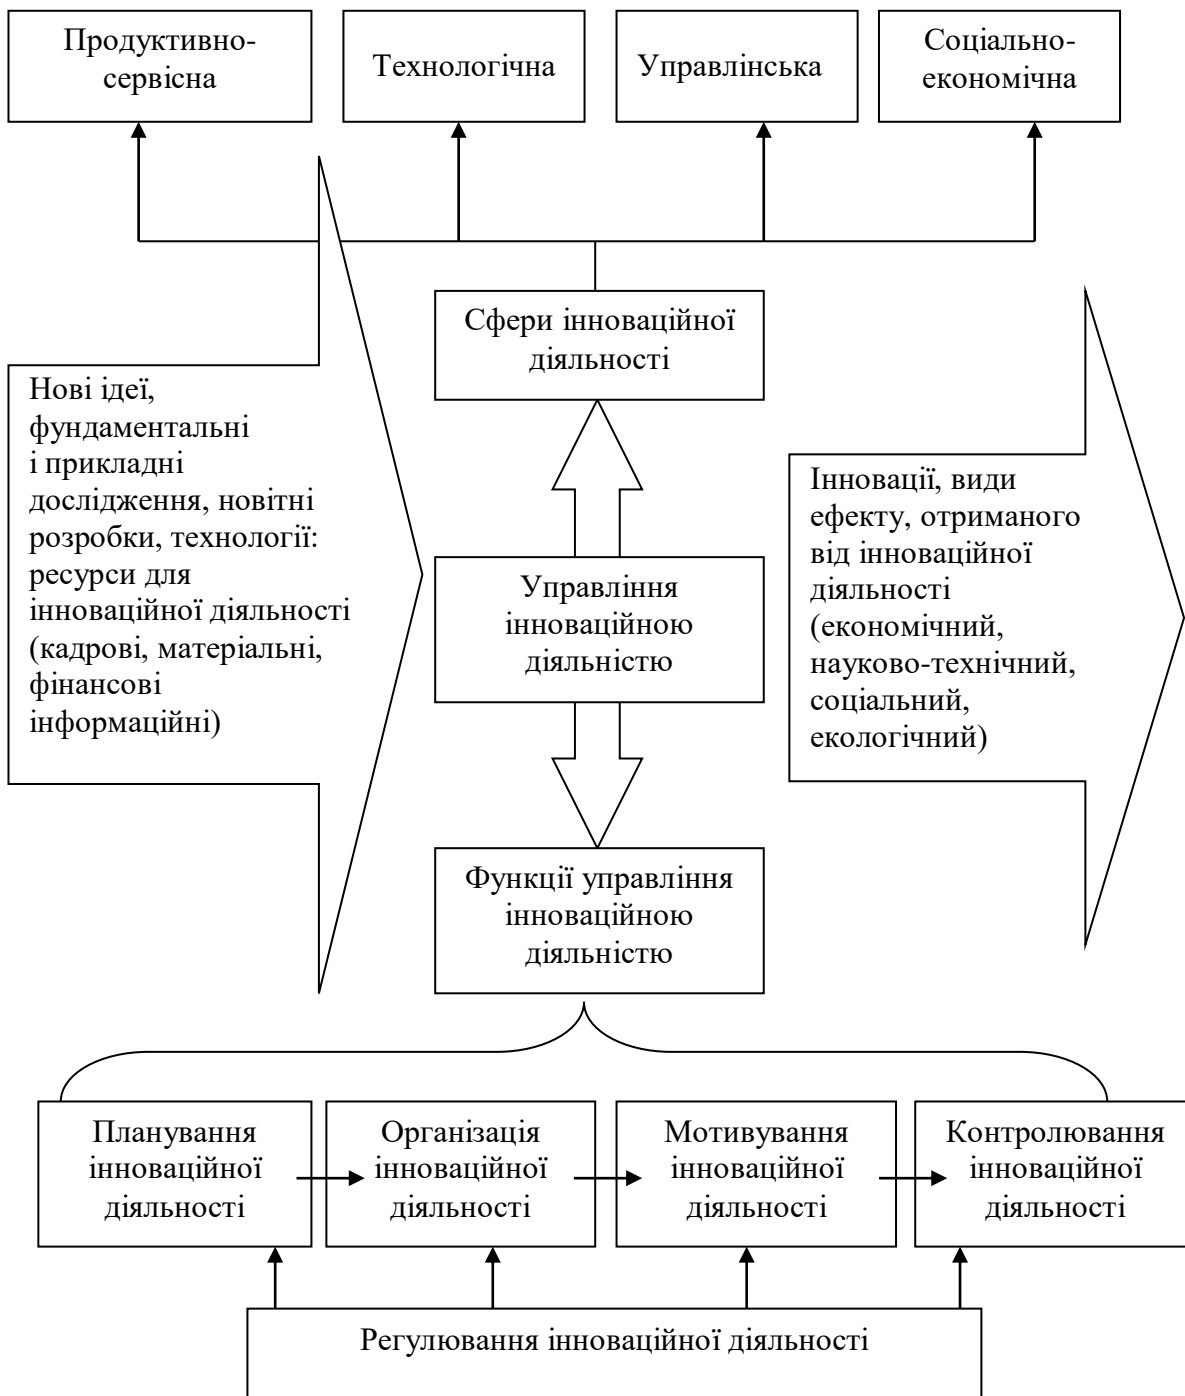 Продуктивно-
сервісна
Технологічна
Управлінська
Соціально-
економічна
Сфери інноваційної
діяльності
Нові ідеї,
фундаментальні
і прикладні
дослідження, новітні
розробки, технології:
ресурси для
інноваційної діяльності
(кадрові, матеріальні,
фінансові
інформаційні)
Управління
інноваційною
діяльністю
Інновації, види
ефекту, отриманого
від інноваційної
діяльності
(економічний,
науково-технічний,
соціальний,
екологічний)
Функції управління
інноваційною
діяльністю
Планування
інноваційної
діяльності
Організація
інноваційної
діяльності
Мотивування
інноваційної
діяльності
Контролювання
інноваційної
діяльності
Регулювання інноваційної діяльності